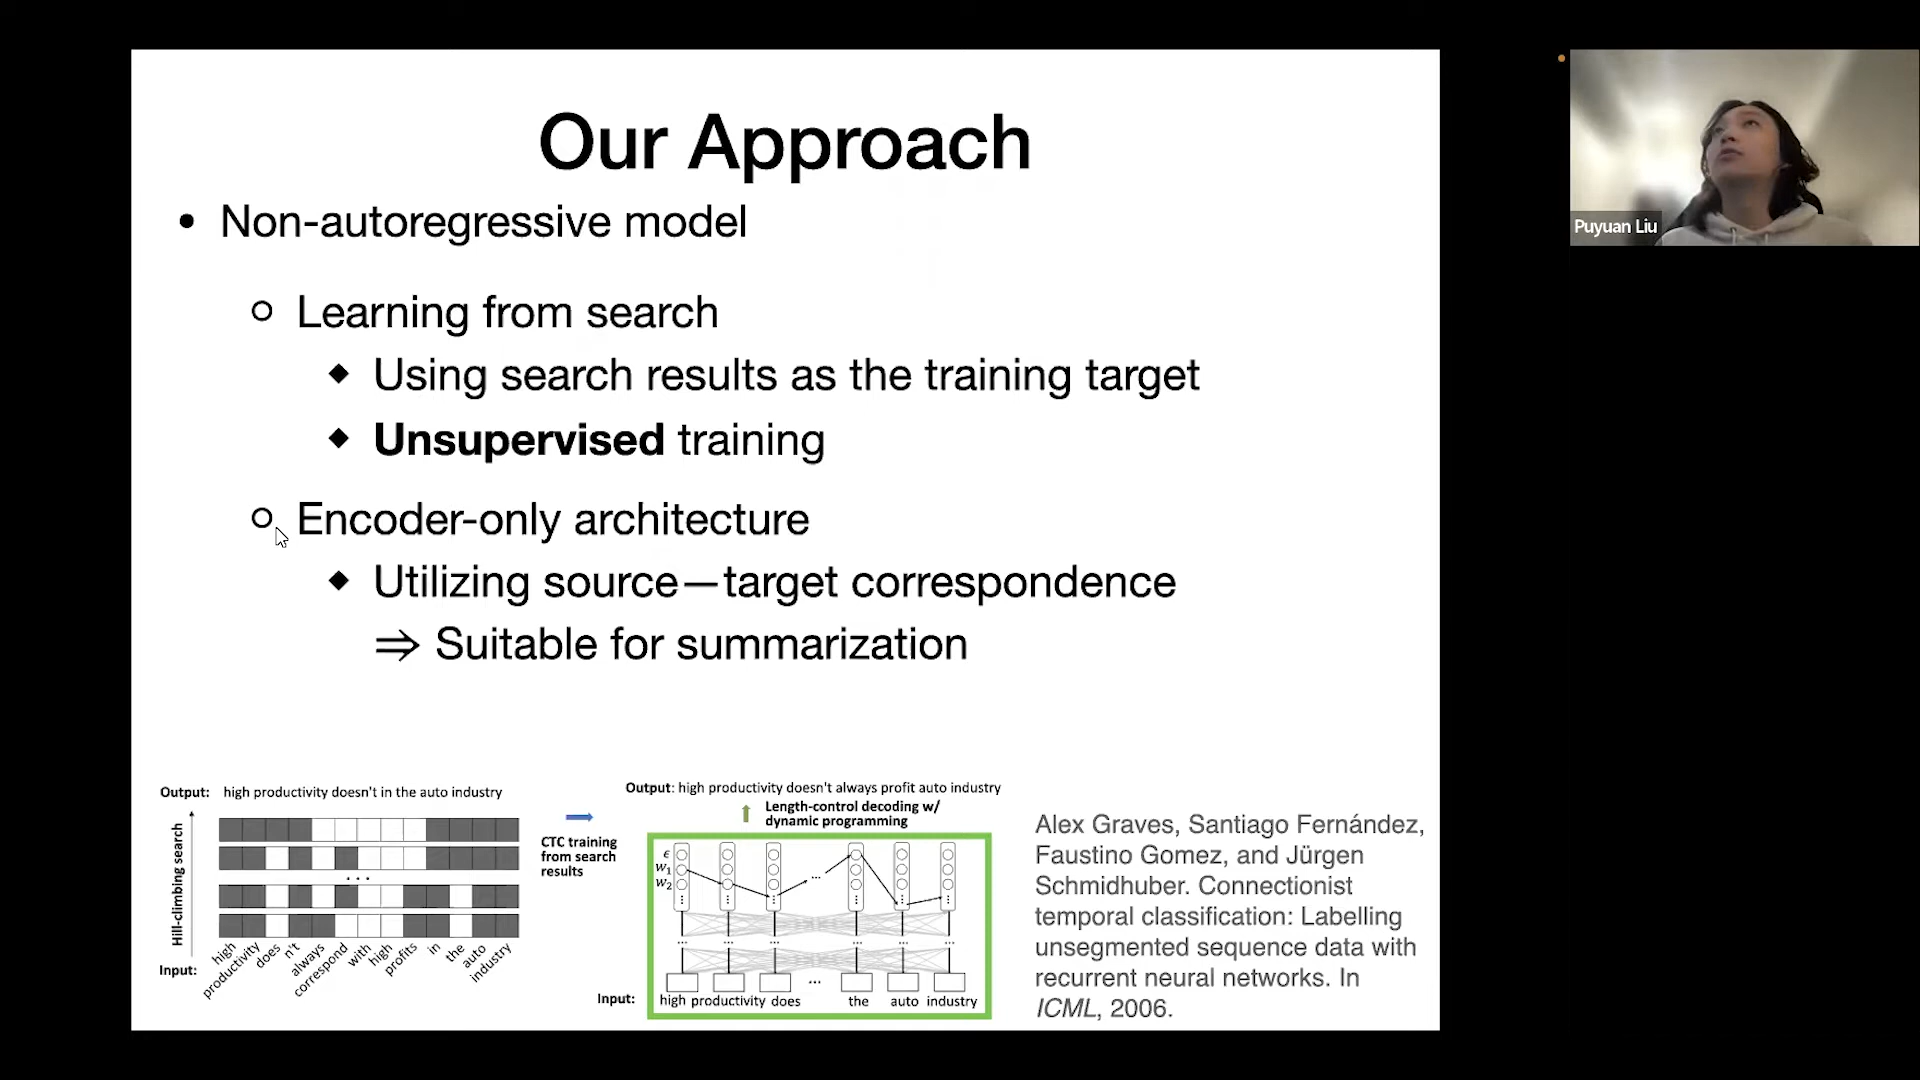 Our Approach
• Non-autoregressive model
○ Learning from search
◆ Using search results as the training target
◆ Unsupervised training
○ Encoder-only architecture
◆ Utilizing source—target correspondence
⇒ Suitable for summarization
Output: high productivity doesn't in the auto industry
Hill-climbing search
...
Input:
high productivity does n't always correspond with high profits in the auto industry
CTC training
from search
results
Output: high productivity doesn't always profit auto industry
Length-control decoding w/
dynamic programming
ϵ
w₁
w₂
Input: high productivity does ... the auto industry
Alex Graves, Santiago Fernández,
Faustino Gomez, and Jürgen
Schmidhuber. Connectionist
temporal classification: Labelling
unsegmented sequence data with
recurrent neural networks. In
ICML, 2006.
Puyuan Liu